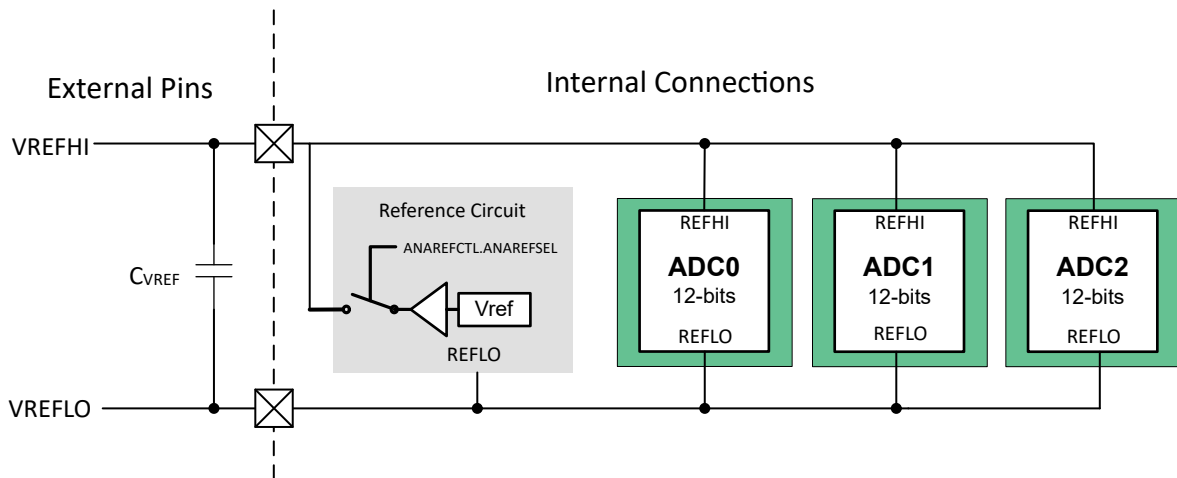 External Pins
Internal Connections
VREFHI
Reference Circuit
ANAREFCTL.ANAREFSEL
Vref
REFLO
CVREF
REFHI
ADC0
12-bits
REFLO
REFHI
ADC1
12-bits
REFLO
REFHI
ADC2
12-bits
REFLO
VREFLO